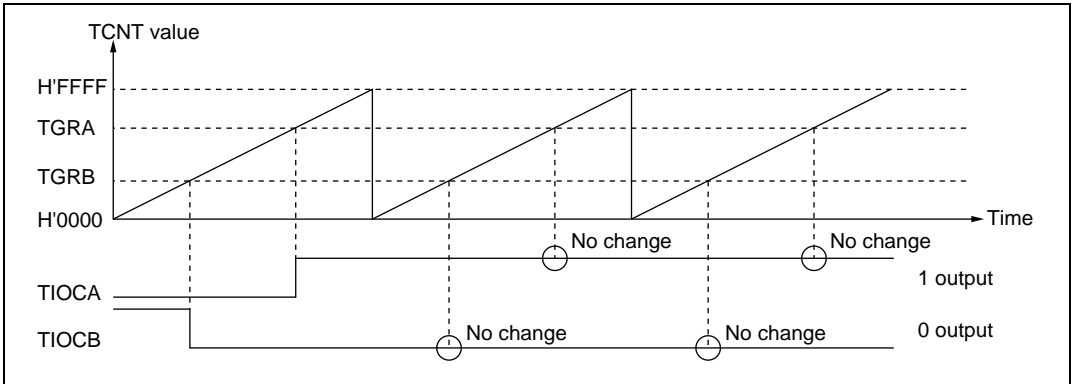 TCNT value
H'FFFF
TGRA
TGRB
H'0000
Time
No change
No change
1 output
TIOCA
No change
No change
0 output
TIOCB